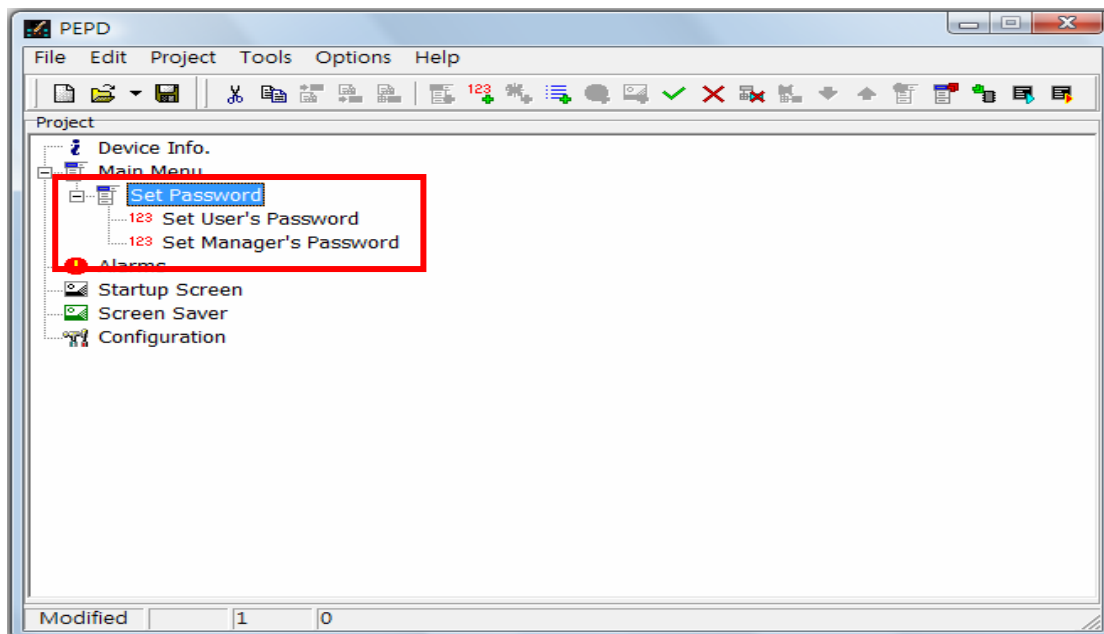 PEPD
File Edit Project Tools Options Help
123
Project
Device Info.
Main Menu
Set Password
123 Set User's Password
123 Set Manager's Password
Alarms
Startup Screen
Screen Saver
Configuration
Modified 1 0